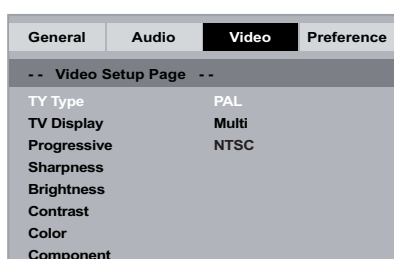 General Audio Video Preference
- - Video Setup Page - -
TY Type PAL
TV Display Multi
Progressive NTSC
Sharpness
Brightness
Contrast
Color
Component